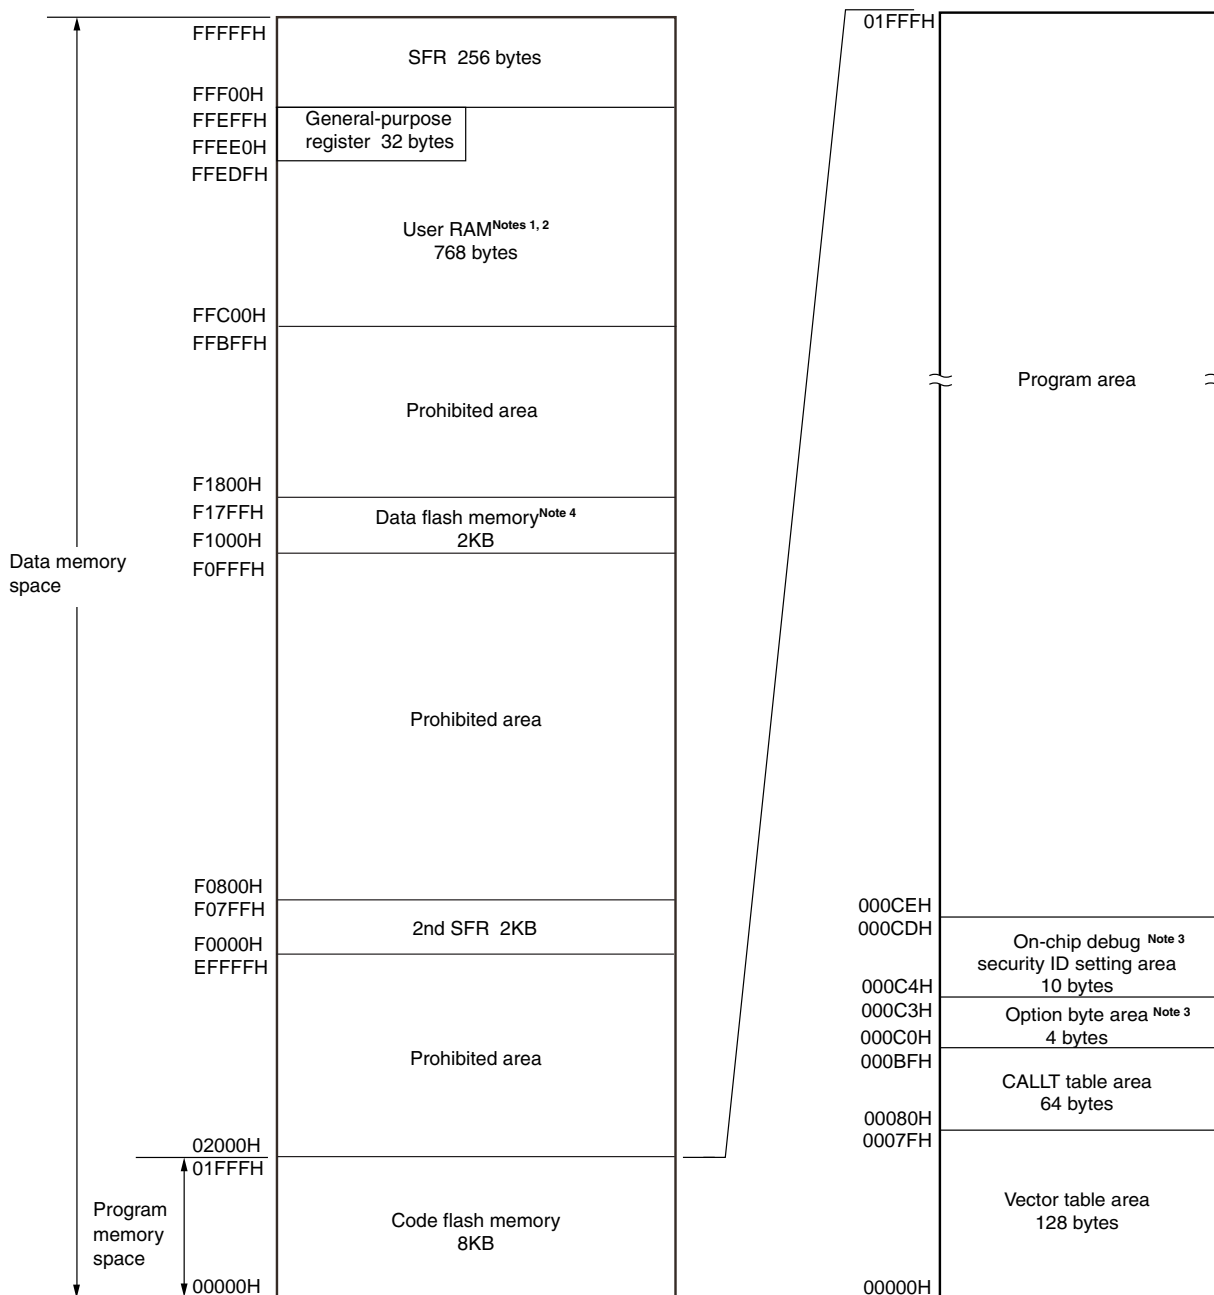 FFFFFH
SFR 256 bytes
FFF00H
FFEFFH
General-purpose
register 32 bytes
FFEE0H
FFEDFH
User RAM Notes 1, 2
768 bytes
FFC00H
FFBFFH
Prohibited area
F1800H
F17FFH
Data flash memory Note 4
2KB
F1000H
F0FFFH
Data memory
space
Prohibited area
F0800H
F07FFH
2nd SFR 2KB
F0000H
EFFFFH
Prohibited area
02000H
01FFFH
Program
memory
space
Code flash memory
8KB
00000H
01FFFH
Program area
000CEH
000CDH
On-chip debug Note 3
security ID setting area
10 bytes
000C4H
000C3H
Option byte area Note 3
4 bytes
000C0H
000BFH
CALLT table area
64 bytes
00080H
0007FH
Vector table area
128 bytes
00000H